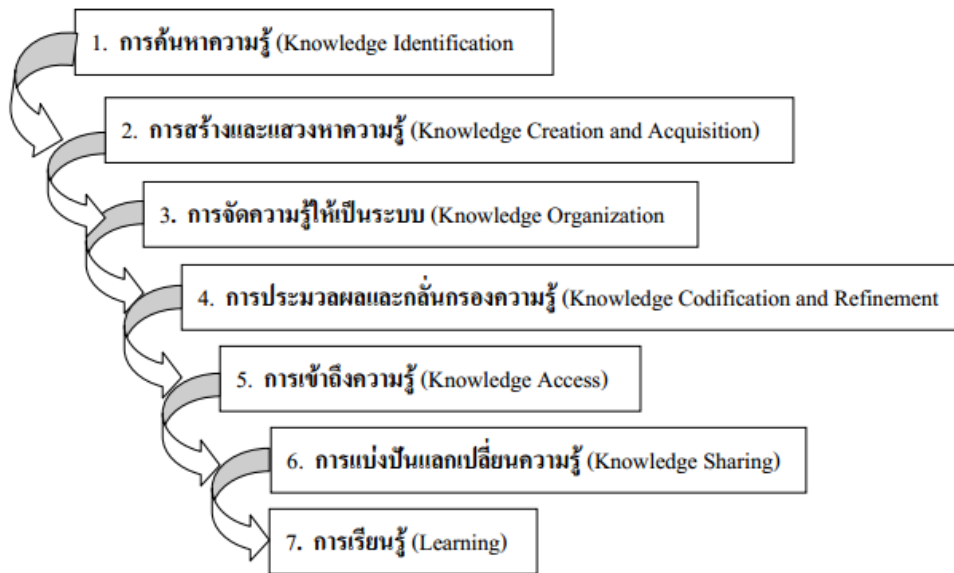 1. การค้นหาความรู้ (Knowledge Identification
2. การสร้างและแสวงหาความรู้ (Knowledge Creation and Acquisition)
3. การจัดความรู้ให้เป็นระบบ (Knowledge Organization
4. การประมวลผลและกลั่นกรองความรู้ (Knowledge Codification and Refinement
5. การเข้าถึงความรู้ (Knowledge Access)
6. การแบ่งปันแลกเปลี่ยนความรู้ (Knowledge Sharing)
7. การเรียนรู้ (Learning)